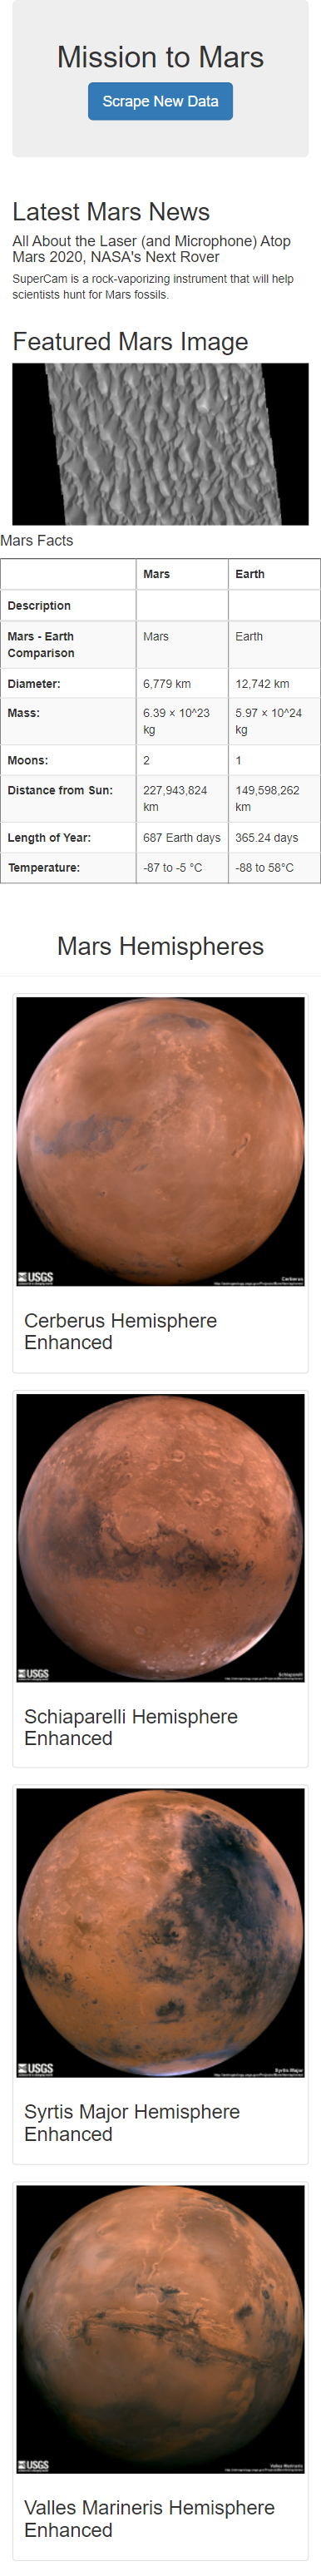 Mission to Mars
Scrape New Data
Latest Mars News
All About the Laser (and Microphone) Atop
Mars 2020, NASA's Next Rover
SuperCam is a rock-vaporizing instrument that will help
scientists hunt for Mars fossils.
Featured Mars Image
Mars Facts
Mars Earth
Description
Mars - Earth Comparison Mars Earth
Diameter: 6,779 km 12,742 km
Mass: 6.39 × 10^23 kg 5.97 × 10^24 kg
Moons: 2 1
Distance from Sun: 227,943,824 km 149,598,262 km
Length of Year: 687 Earth days 365.24 days
Temperature: -87 to -5 °C -88 to 58°C
Mars Hemispheres
USGS
Cerberus
Cerberus Hemisphere
Enhanced
USGS
Schiaparelli
Schiaparelli Hemisphere
Enhanced
USGS
Syrtis Major
Syrtis Major Hemisphere
Enhanced
USGS
Valles Marineris
Valles Marineris Hemisphere
Enhanced